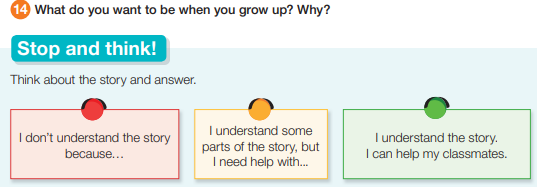 14 What do you want to be when you grow up? Why?
Stop and think!
Think about the story and answer.
I don't understand the story
because…
I understand some
parts of the story, but
I need help with...
I understand the story.
I can help my classmates.